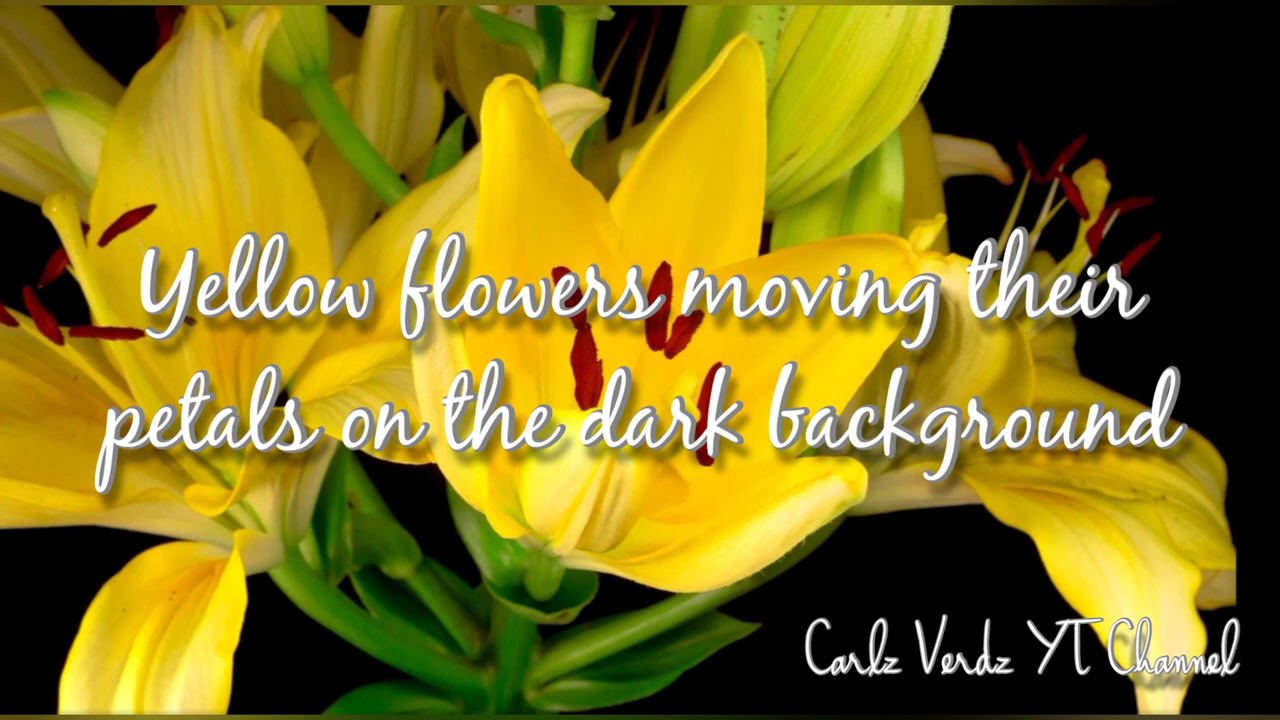 Yellow flowers moving their
petals on the dark background
Carlz Verdz YT Channel